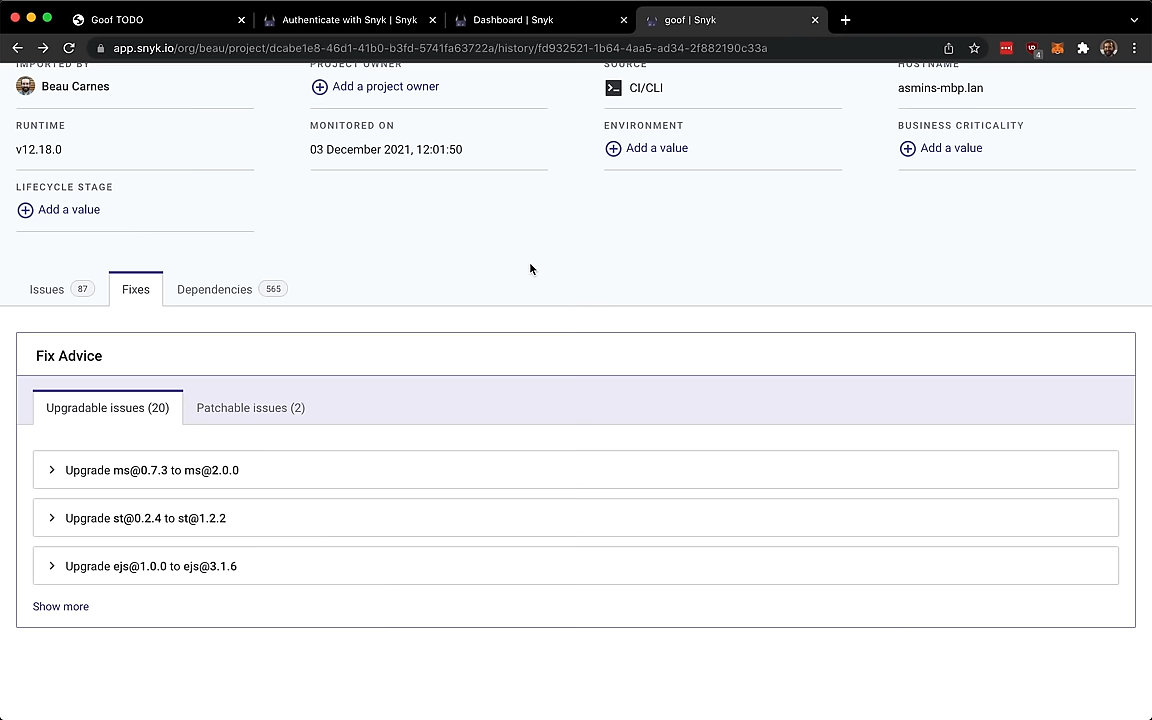 Goof TODO
Authenticate with Snyk | Snyk
Dashboard | Snyk
goof | Snyk
app.snyk.io/org/beau/project/dcabe1e8-46d1-41b0-b3fd-5741fa63722a/history/fd932521-1b64-4aa5-ad34-2f882190c33a
4
IMPORTED BY
PROJECT OWNER
SOURCE
HOSTNAME
Beau Carnes
Add a project owner
CI/CLI
asmins-mbp.lan
RUNTIME
MONITORED ON
ENVIRONMENT
BUSINESS CRITICALITY
v12.18.0
03 December 2021, 12:01:50
Add a value
Add a value
LIFECYCLE STAGE
Add a value
Issues 87
Fixes
Dependencies 565
Fix Advice
Upgradable issues (20)
Patchable issues (2)
Upgrade ms@0.7.3 to ms@2.0.0
Upgrade st@0.2.4 to st@1.2.2
Upgrade ejs@1.0.0 to ejs@3.1.6
Show more